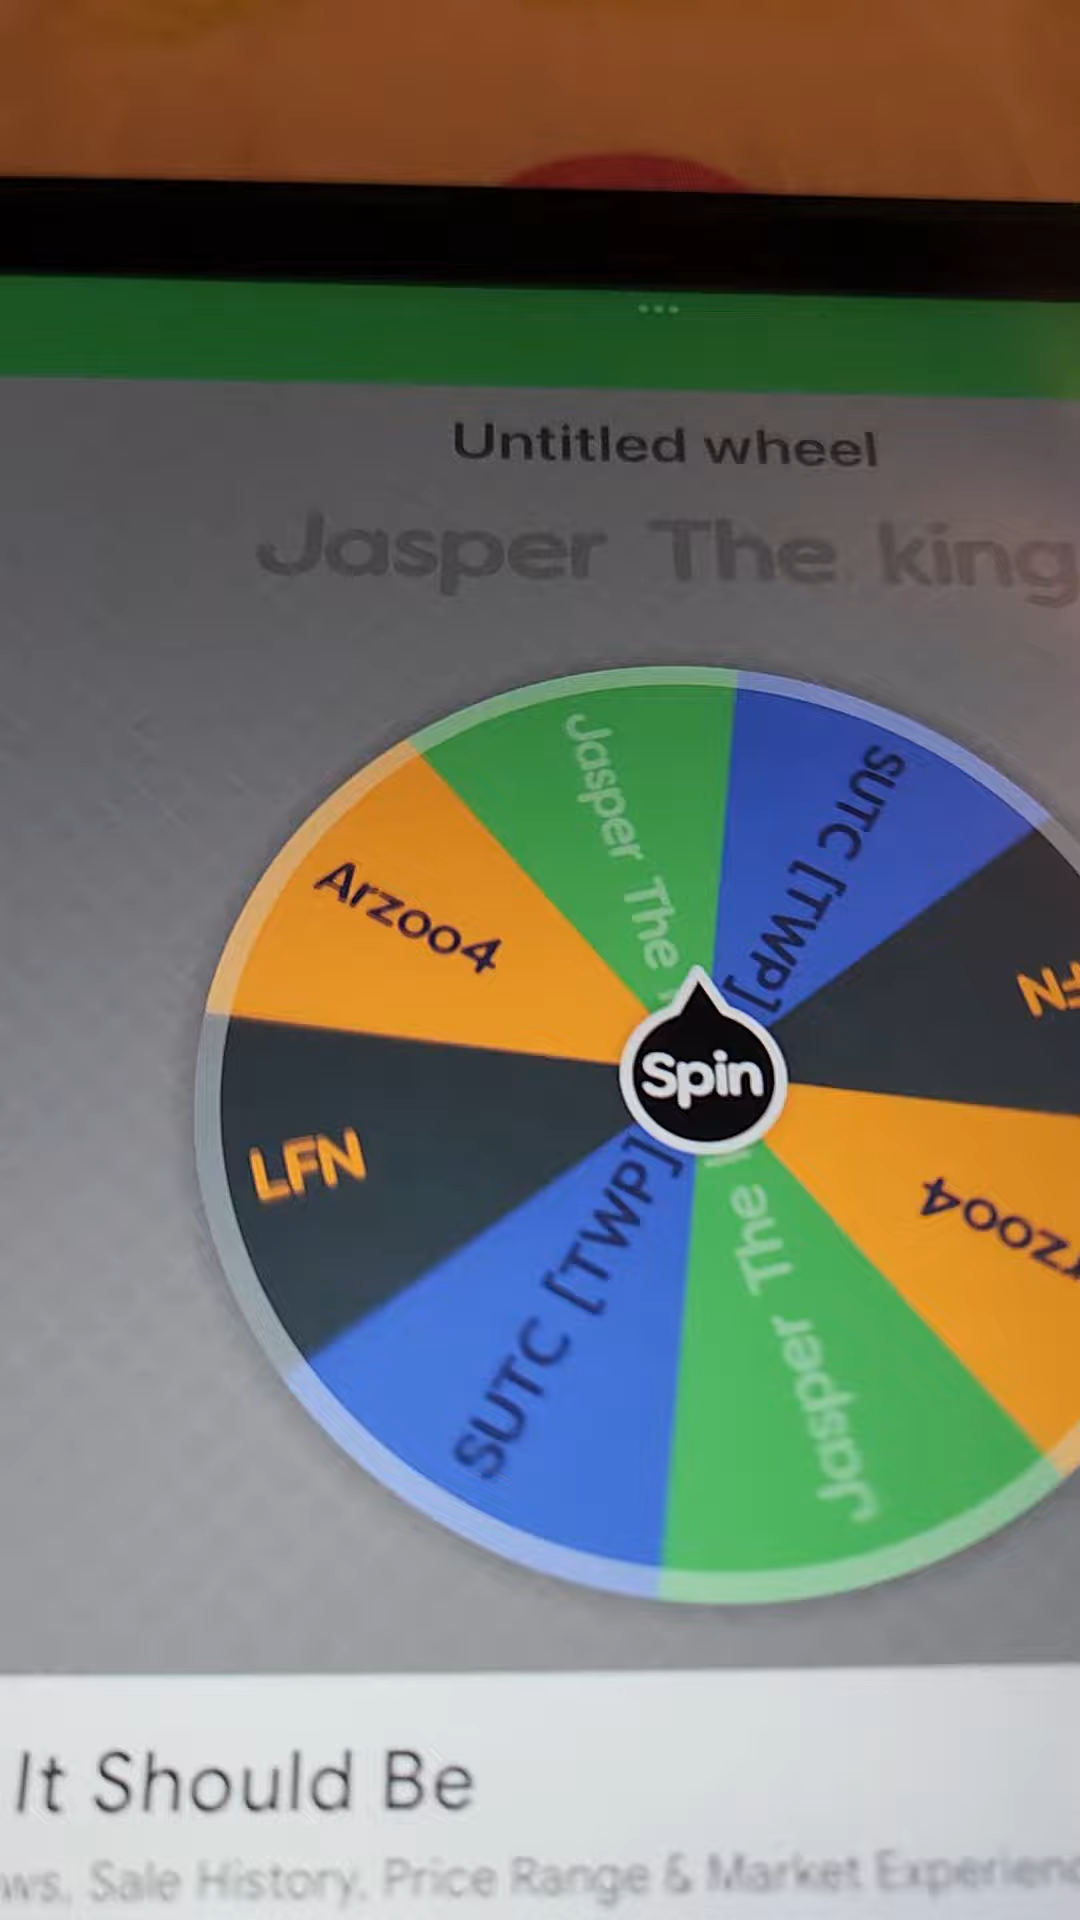 Untitled wheel
Jasper The king
Jasper The
SUTC [TWP]
Arzoo4
LFN
Spin
LFN
SUTC [TWP]
Jasper The
It Should Be
Sale History, Price Range & Market